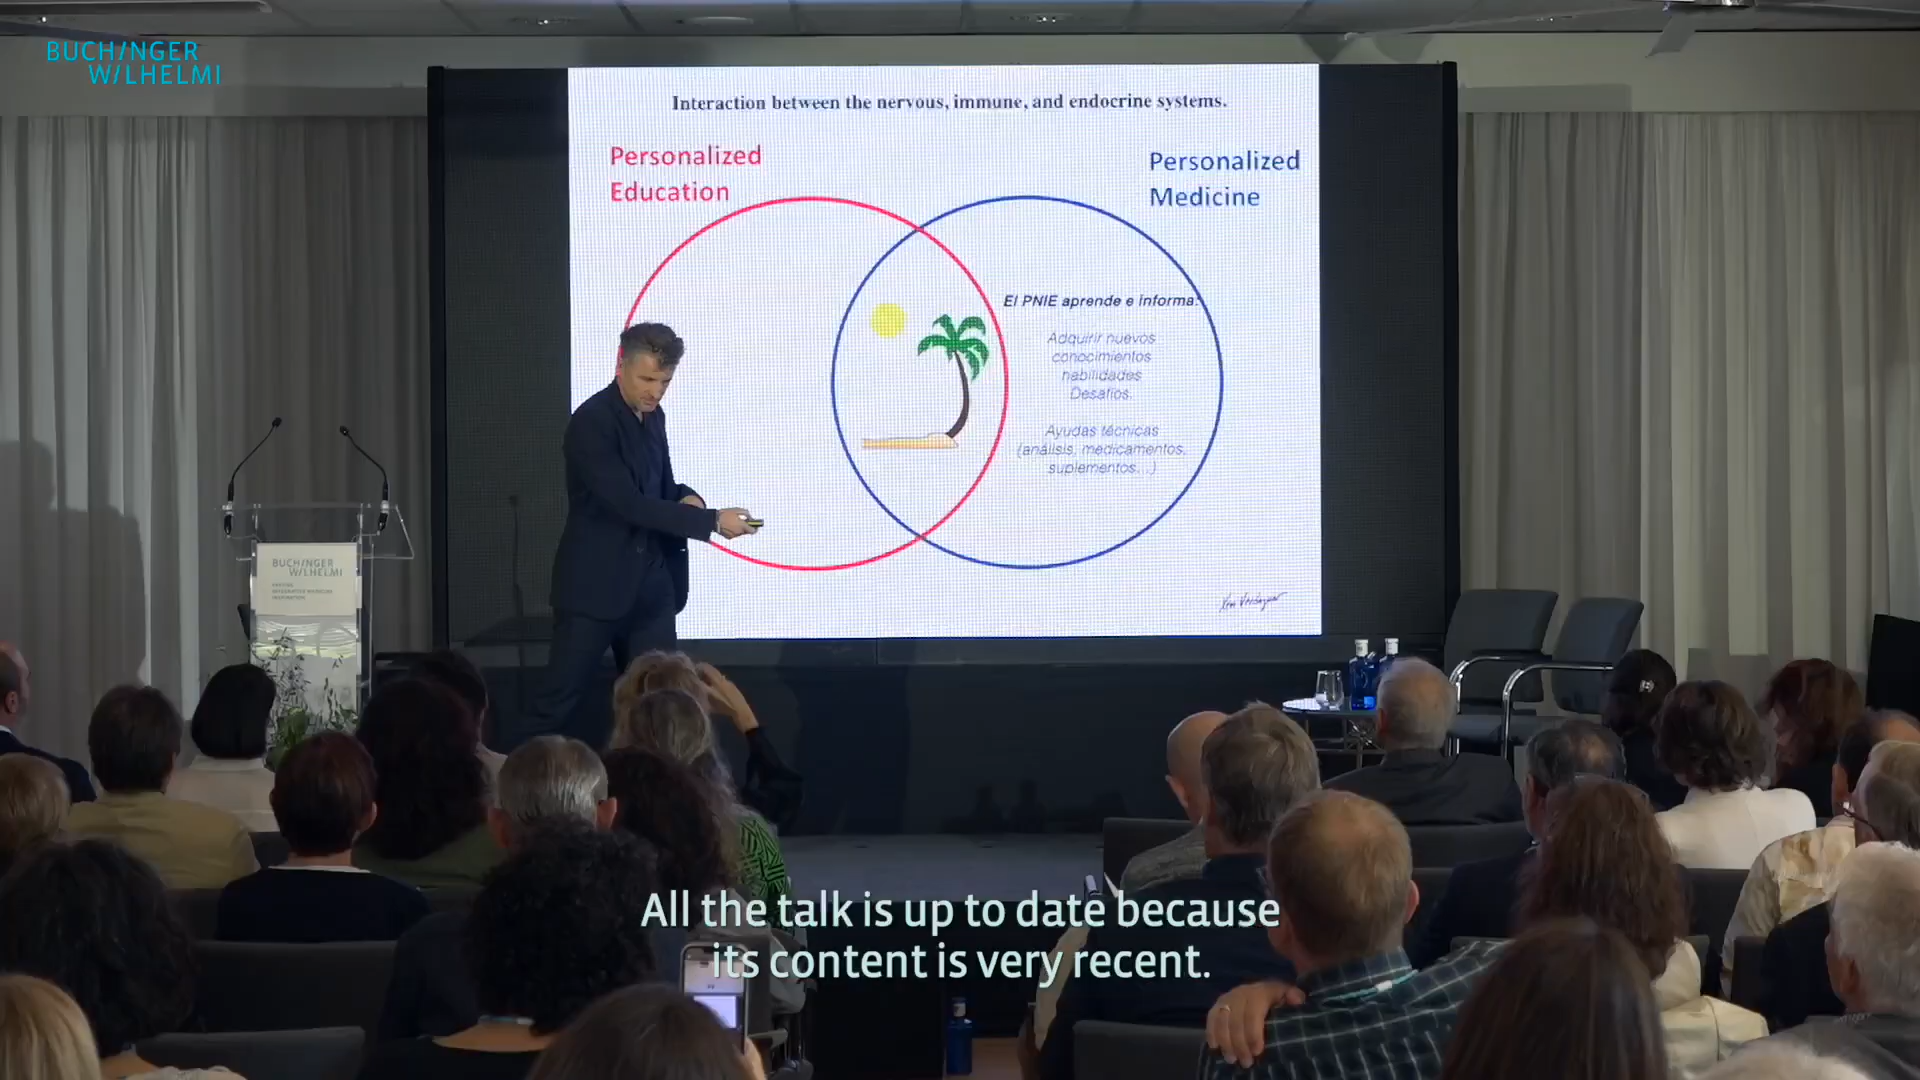 BUCHINGER
WILHELMI
Interaction between the nervous, immune, and endocrine systems.
Personalized
Education
Personalized
Medicine
El PNIE aprende e informa:
Adquirir nuevos
conocimientos
habilidades
Desafíos.
Ayudas técnicas
(análisis, medicamentos,
suplementos...)
BUCHINGER
WILHELMI
All the talk is up to date because
its content is very recent.